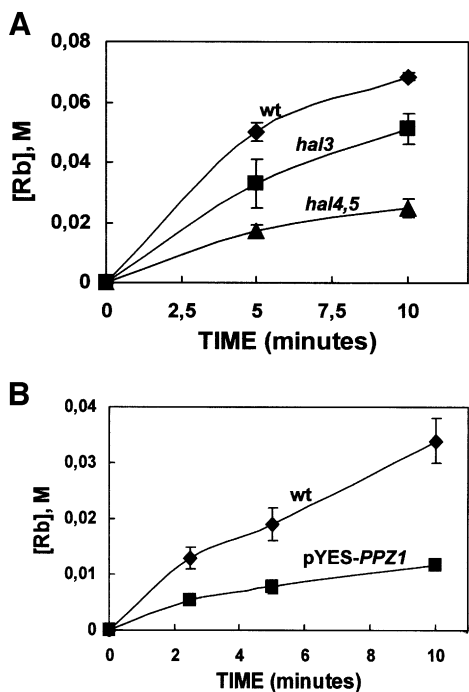 A
0,08
0,06
0,04
0,02
0
[Rb], M
wt
hal3
hal4,5
0 2,5 5 7,5 10
TIME (minutes)
B
0,04
0,03
0,02
0,01
0
[Rb], M
wt
pYES-PPZ1
0 2 4 6 8 10
TIME (minutes)